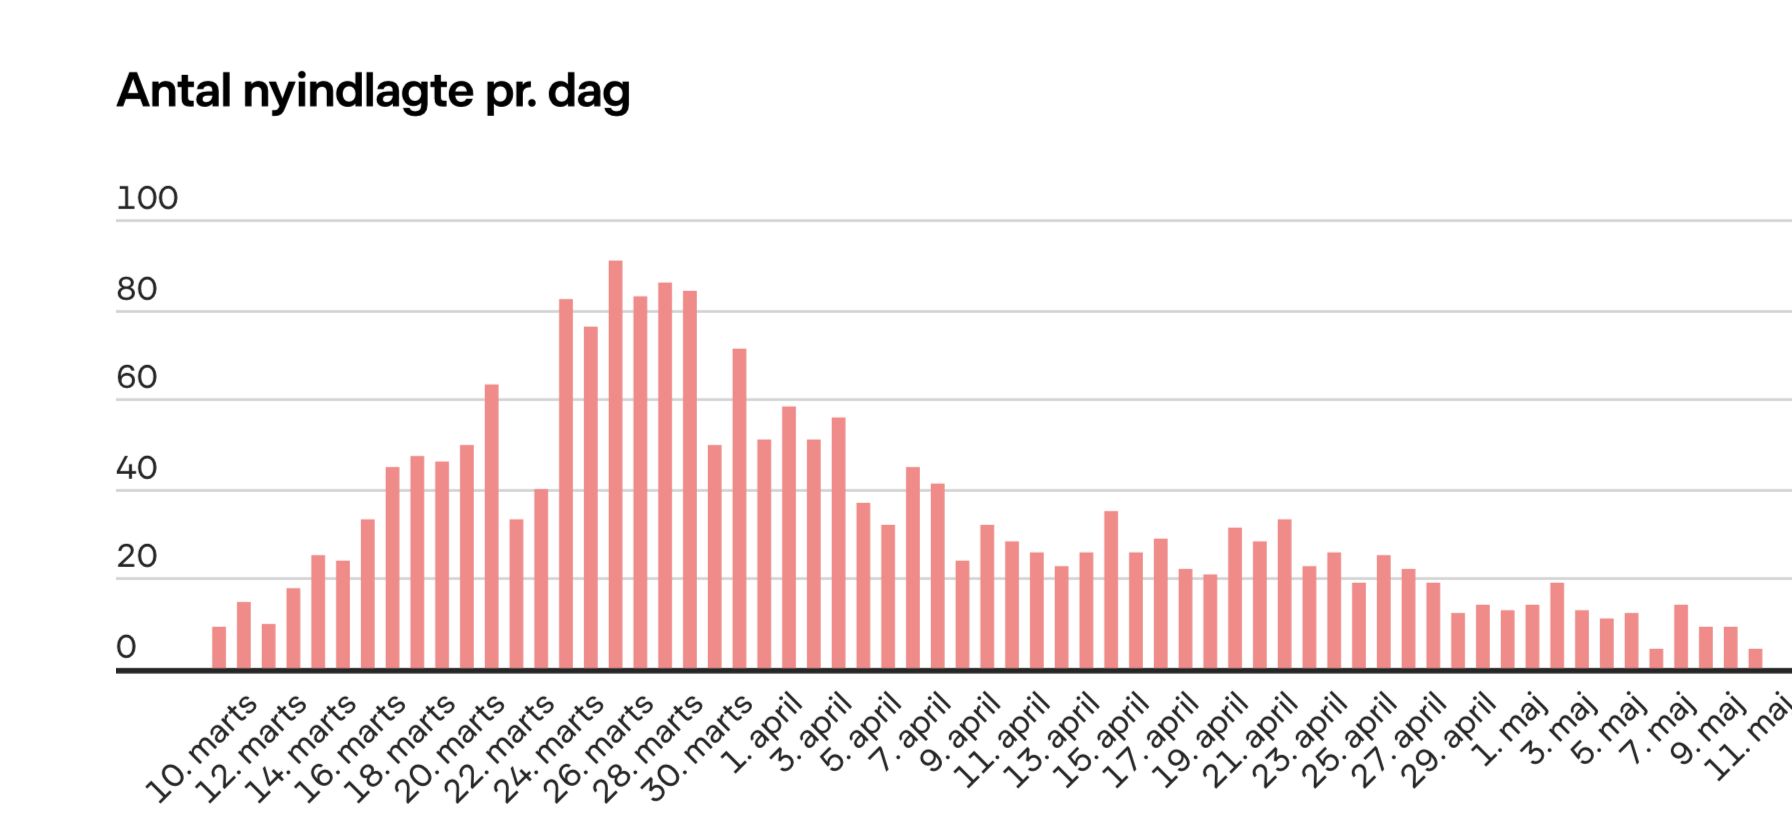 Antal nyindlagte pr. dag
100
80
60
40
20
0
10. marts
12. marts
14. marts
16. marts
18. marts
20. marts
22. marts
24. marts
26. marts
28. marts
30. marts
1. april
3. april
5. april
7. april
9. april
11. april
13. april
15. april
17. april
19. april
21. april
23. april
25. april
27. april
29. april
1. maj
3. maj
5. maj
7. maj
9. maj
11. maj